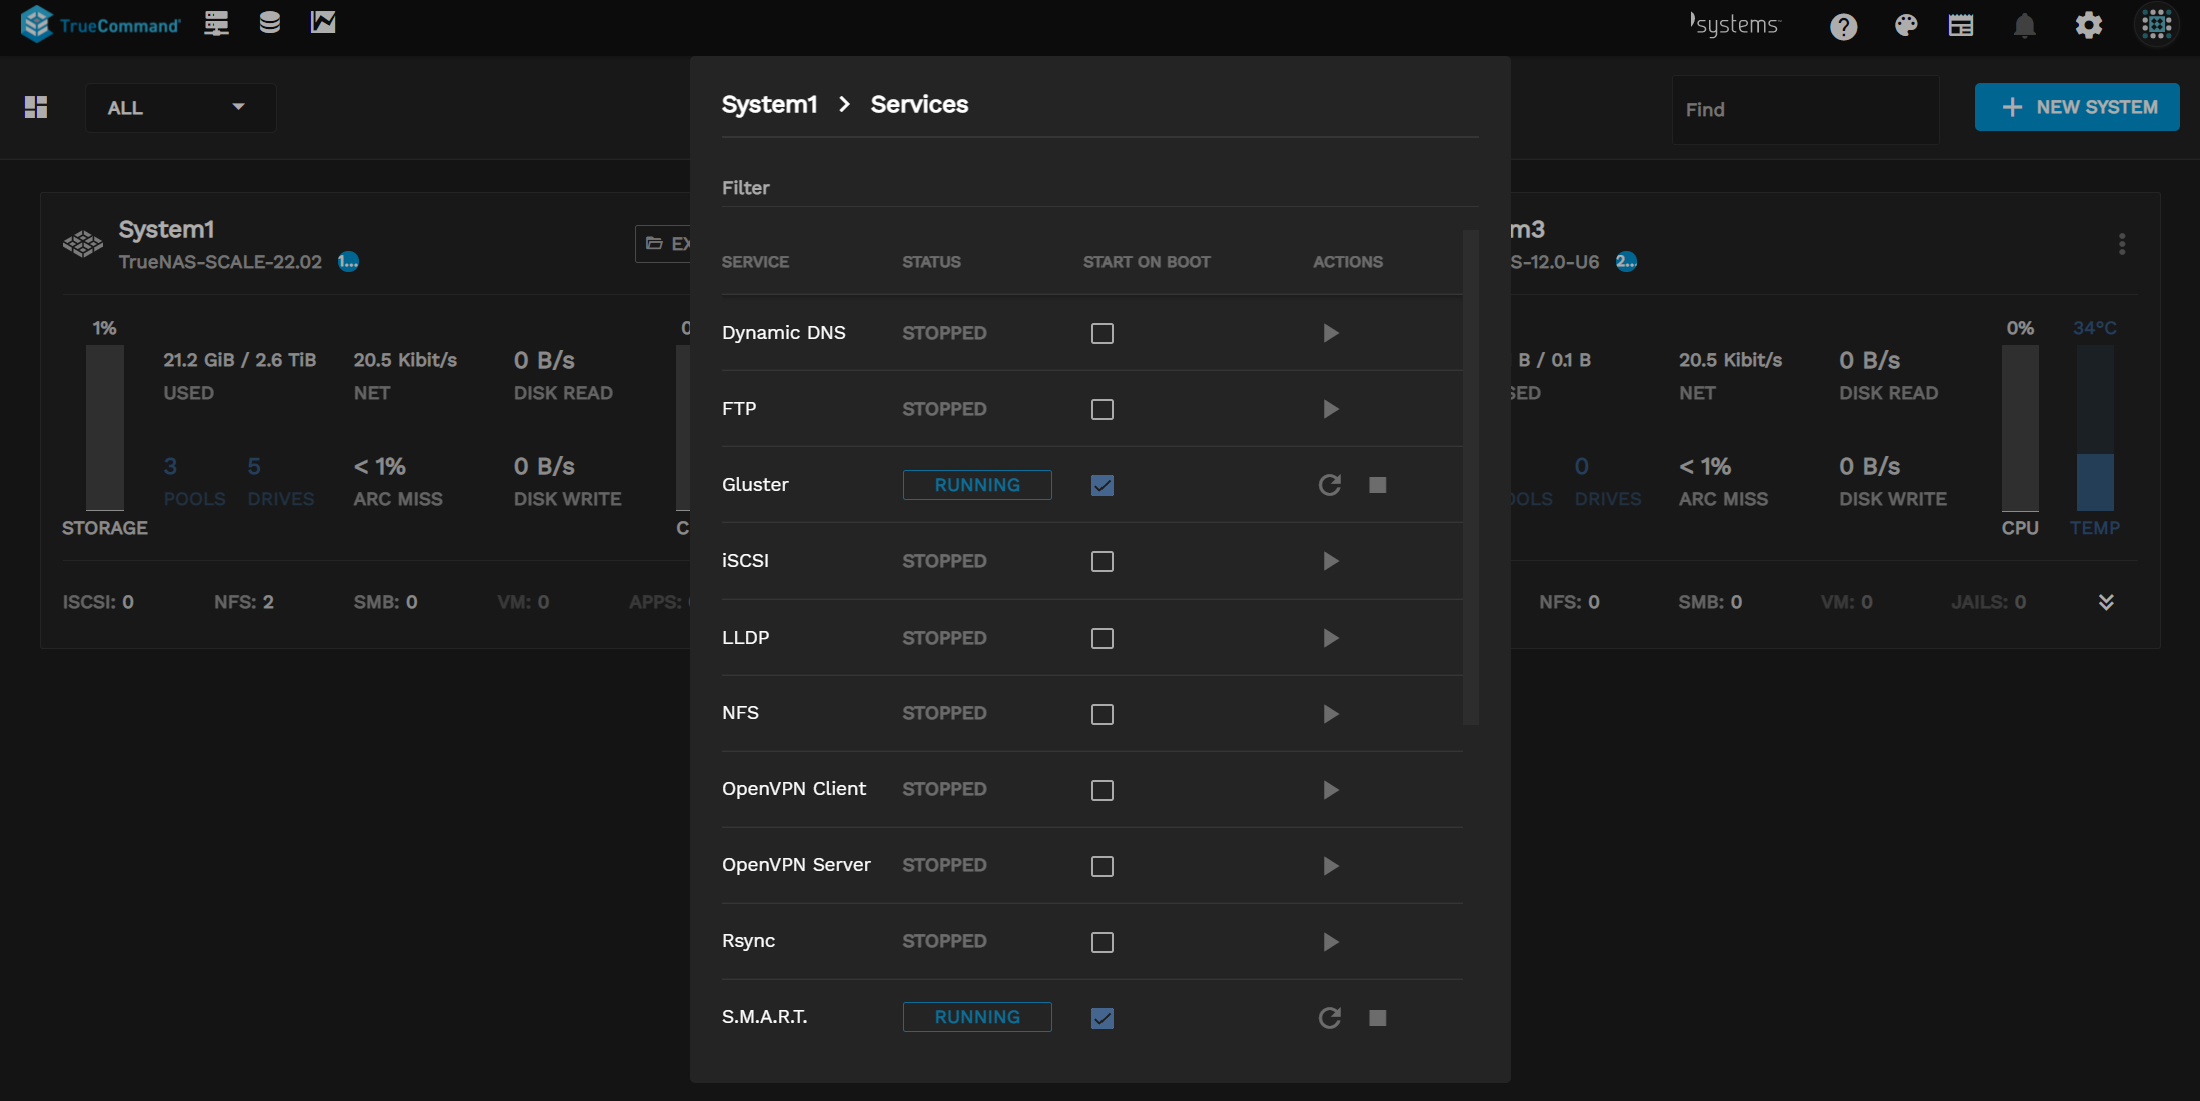 TrueCommand
systems
ALL
Find
NEW SYSTEM
System1 > Services
Filter
SERVICE STATUS START ON BOOT ACTIONS
Dynamic DNS STOPPED
FTP STOPPED
Gluster RUNNING
iSCSI STOPPED
LLDP STOPPED
NFS STOPPED
OpenVPN Client STOPPED
OpenVPN Server STOPPED
Rsync STOPPED
S.M.A.R.T. RUNNING
System1
TrueNAS-SCALE-22.02 1...
EX
1%
21.2 GiB / 2.6 TiB 20.5 Kibit/s 0 B/s
USED NET DISK READ
3 5 < 1% 0 B/s
POOLS DRIVES ARC MISS DISK WRITE
STORAGE
ISCSI: 0 NFS: 2 SMB: 0 VM: 0 APPS:
m3
S-12.0-U6 2...
0% 34°C
B / 0.1 B 20.5 Kibit/s 0 B/s
SED NET DISK READ
0 < 1% 0 B/s
OOLS DRIVES ARC MISS DISK WRITE
CPU TEMP
NFS: 0 SMB: 0 VM: 0 JAILS: 0